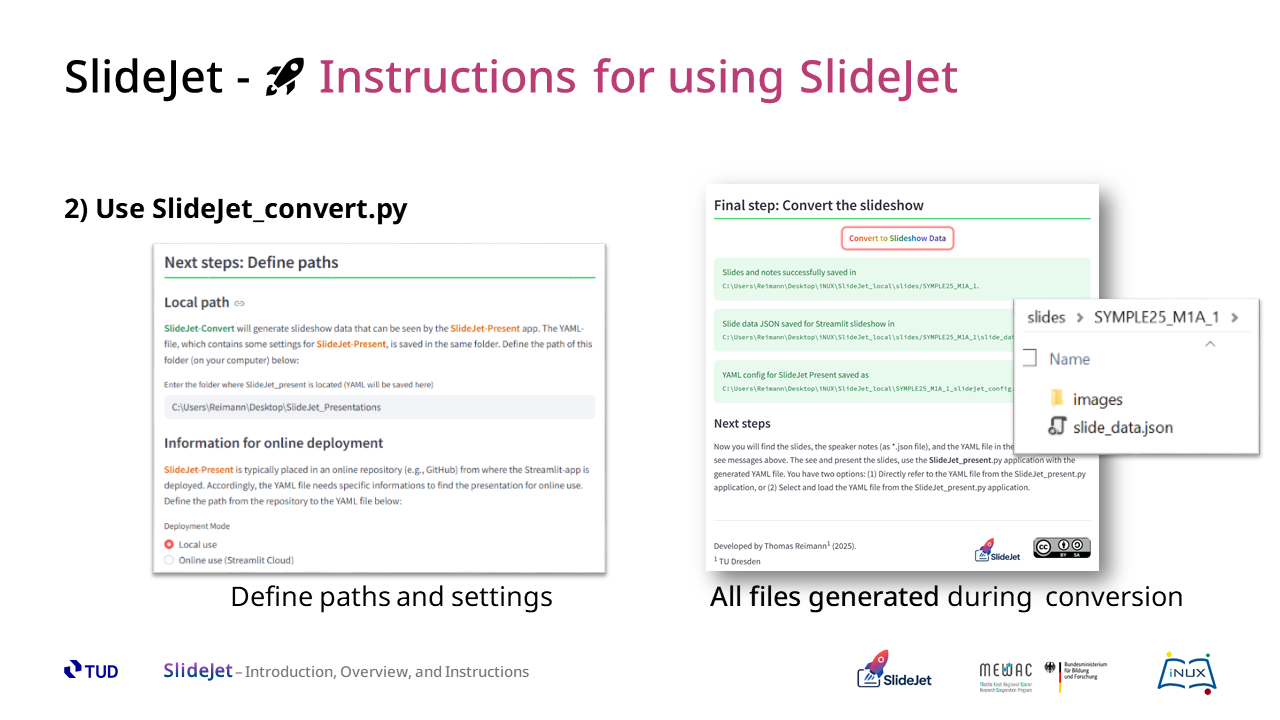 SlideJet - Instructions for using SlideJet
2) Use SlideJet_convert.py
Next steps: Define paths
Local path
SlideJet-Convert will generate slideshow data that can be seen by the SlideJet-Present app. The YAML-
file, which contains some settings for SlideJet-Present, is saved in the same folder. Define the path of this
folder (on your computer) below:
Enter the folder where SlideJet_present is located (YAML will be saved here)
C:\Users\Reimann\Desktop\SlideJet_Presentations
Information for online deployment
SlideJet-Present is typically placed in an online repository (e.g., GitHub) from where the Streamlit-app is
deployed. Accordingly, the YAML file needs specific informations to find the presentation for online use.
Define the path from the repository to the YAML file below:
Deployment Mode
Local use
Online use (Streamlit Cloud)
Define paths and settings
Final step: Convert the slideshow
Convert to Slideshow Data
Slides and notes successfully saved in
C:\Users\Reimann\Desktop\iNUX\SlideJet_local\slides/SYMPLE25_M1A_1.
Slide data JSON saved for Streamlit slideshow in
C:\Users\Reimann\Desktop\iNUX\SlideJet_local\slides/SYMPLE25_M1A_1\slide_dat
YAML config for SlideJet Present saved as
C:\Users\Reimann\Desktop\iNUX\SlideJet_local\SYMPLE25_M1A_1_slidejet_config.
Next steps
Now you will find the slides, the speaker notes (as *.json file), and the YAML file in the
see messages above. The see and present the slides, use the SlideJet_present.py application with the
generated YAML file. You have two options: (1) Directly refer to the YAML file from the SlideJet_present.py
application, or (2) Select and load the YAML file from the SlideJet_present.py application.
Developed by Thomas Reimann¹ (2025).
¹ TU Dresden
SlideJet
CC BY SA
slides > SYMPLE25_M1A_1 >
Name
images
slide_data.json
All files generated during conversion
TUD
SlideJet – Introduction, Overview, and Instructions
SlideJet
MEWAC
Middle East Regional Water
Research Cooperation Program
Bundesministerium
für Bildung
und Forschung
iNUX